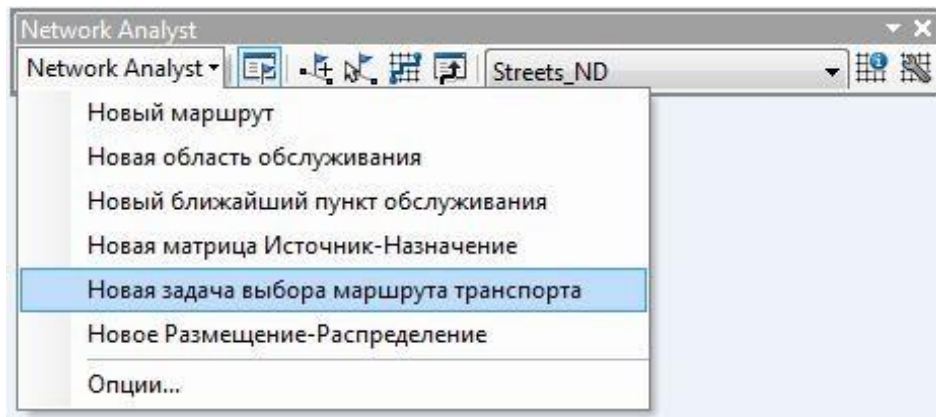 Network Analyst
Network Analyst Streets_ND
Новый маршрут
Новая область обслуживания
Новый ближайший пункт обслуживания
Новая матрица Источник-Назначение
Новая задача выбора маршрута транспорта
Новое Размещение-Распределение
Опции...